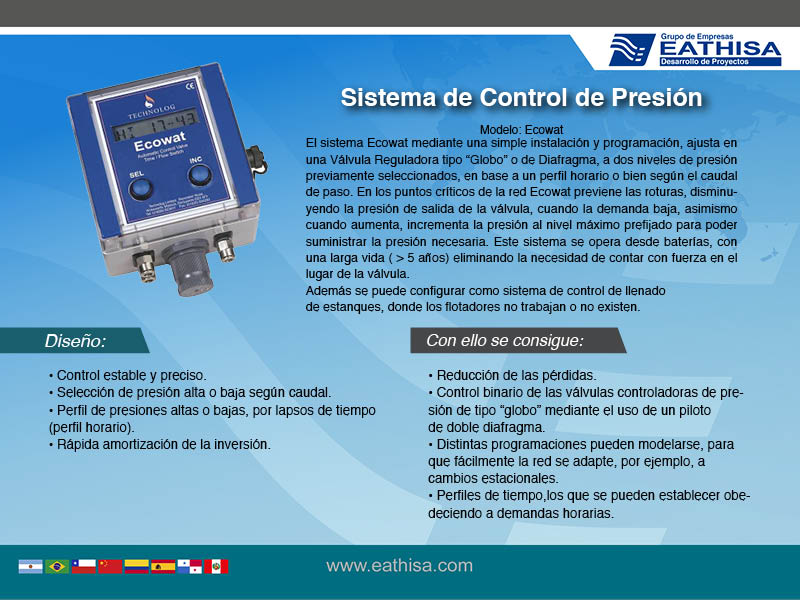 Grupo de Empresas
EATHISA
Desarrollo de Proyectos
Sistema de Control de Presión
Modelo: Ecowat
El sistema Ecowat mediante una simple instalación y programación, ajusta en
una Válvula Reguladora tipo “Globo” o de Diafragma, a dos niveles de presión
previamente seleccionados, en base a un perfil horario o bien según el caudal
de paso. En los puntos críticos de la red Ecowat previene las roturas, disminu-
yendo la presión de salida de la válvula, cuando la demanda baja, asimismo
cuando aumenta, incrementa la presión al nivel máximo prefijado para poder
suministrar la presión necesaria. Este sistema se opera desde baterías, con
una larga vida ( > 5 años) eliminando la necesidad de contar con fuerza en el
lugar de la válvula.
Además se puede configurar como sistema de control de llenado
de estanques, donde los flotadores no trabajan o no existen.
CE
TECHNOLOG
HI 17-43
Ecowat
Automatic Control Valve
Time / Flow Switch
SEL
INC
Diseño:
• Control estable y preciso.
• Selección de presión alta o baja según caudal.
• Perfil de presiones altas o bajas, por lapsos de tiempo
(perfil horario).
• Rápida amortización de la inversión.
Con ello se consigue:
• Reducción de las pérdidas.
• Control binario de las válvulas controladoras de pre-
sión de tipo “globo” mediante el uso de un piloto
de doble diafragma.
• Distintas programaciones pueden modelarse, para
que fácilmente la red se adapte, por ejemplo, a
cambios estacionales.
• Perfiles de tiempo,los que se pueden establecer obe-
deciendo a demandas horarias.
www.eathisa.com